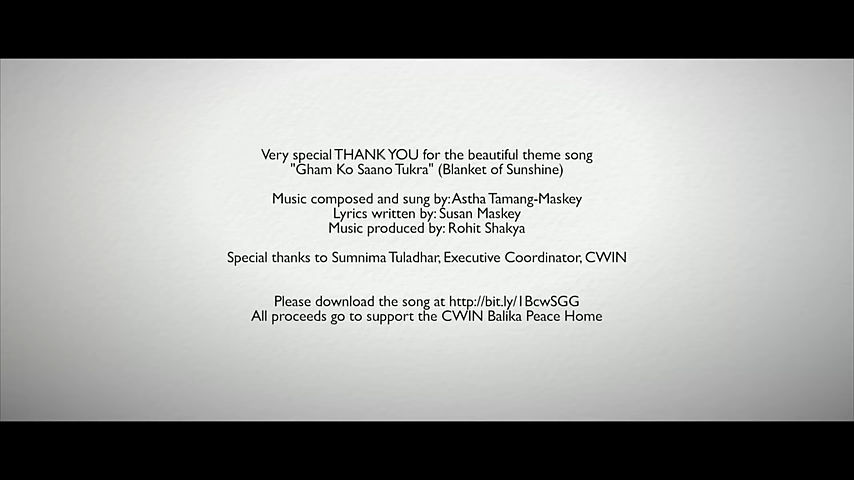 Very special THANK YOU for the beautiful theme song
"Gham Ko Saano Tukra" (Blanket of Sunshine)
Music composed and sung by: Astha Tamang-Maskey
Lyrics written by: Susan Maskey
Music produced by: Rohit Shakya
Special thanks to Sumnima Tuladhar, Executive Coordinator, CWIN
Please download the song at http://bit.ly/1BcwSGG
All proceeds go to support the CWIN Balika Peace Home